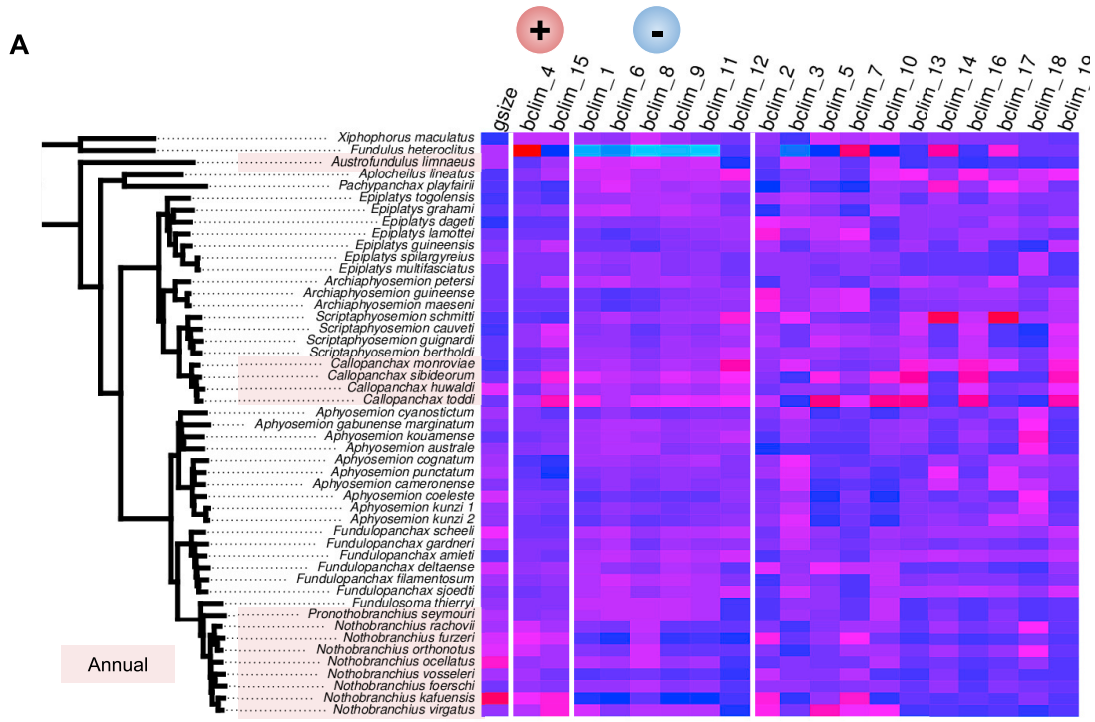 A
+
-
gsize
bclim_4
bclim_15
bclim_1
bclim_6
bclim_8
bclim_9
bclim_11
bclim_12
bclim_2
bclim_3
bclim_5
bclim_7
bclim_10
bclim_13
bclim_14
bclim_16
bclim_17
bclim_18
bclim_19
Xiphophorus maculatus
Fundulus heteroclitus
Austrofundulus limnaeus
Aplocheilus lineatus
Pachypanchax playfairii
Epiplatys togolensis
Epiplatys grahami
Epiplatys dageti
Epiplatys lamottei
Epiplatys guineensis
Epiplatys spilargyreius
Epiplatys multifasciatus
Archiaphyosemion petersi
Archiaphyosemion guineense
Archiaphyosemion maeseni
Scriptaphyosemion schmitti
Scriptaphyosemion cauveti
Scriptaphyosemion guignardi
Scriptaphyosemion bertholdi
Callopanchax monroviae
Callopanchax sibideorum
Callopanchax huwaldi
Callopanchax toddi
Aphyosemion cyanostictum
Aphyosemion gabunense marginatum
Aphyosemion kouamense
Aphyosemion australe
Aphyosemion cognatum
Aphyosemion punctatum
Aphyosemion cameronense
Aphyosemion coeleste
Aphyosemion kunzi 1
Aphyosemion kunzi 2
Fundulopanchax scheeli
Fundulopanchax gardneri
Fundulopanchax amieti
Fundulopanchax deltaense
Fundulopanchax filamentosum
Fundulopanchax sjoedti
Fundulosoma thierryi
Pronothobranchius seymouri
Nothobranchius rachovii
Nothobranchius furzeri
Nothobranchius orthonotus
Nothobranchius ocellatus
Nothobranchius vosseleri
Nothobranchius foerschi
Nothobranchius kafuensis
Nothobranchius virgatus
Annual